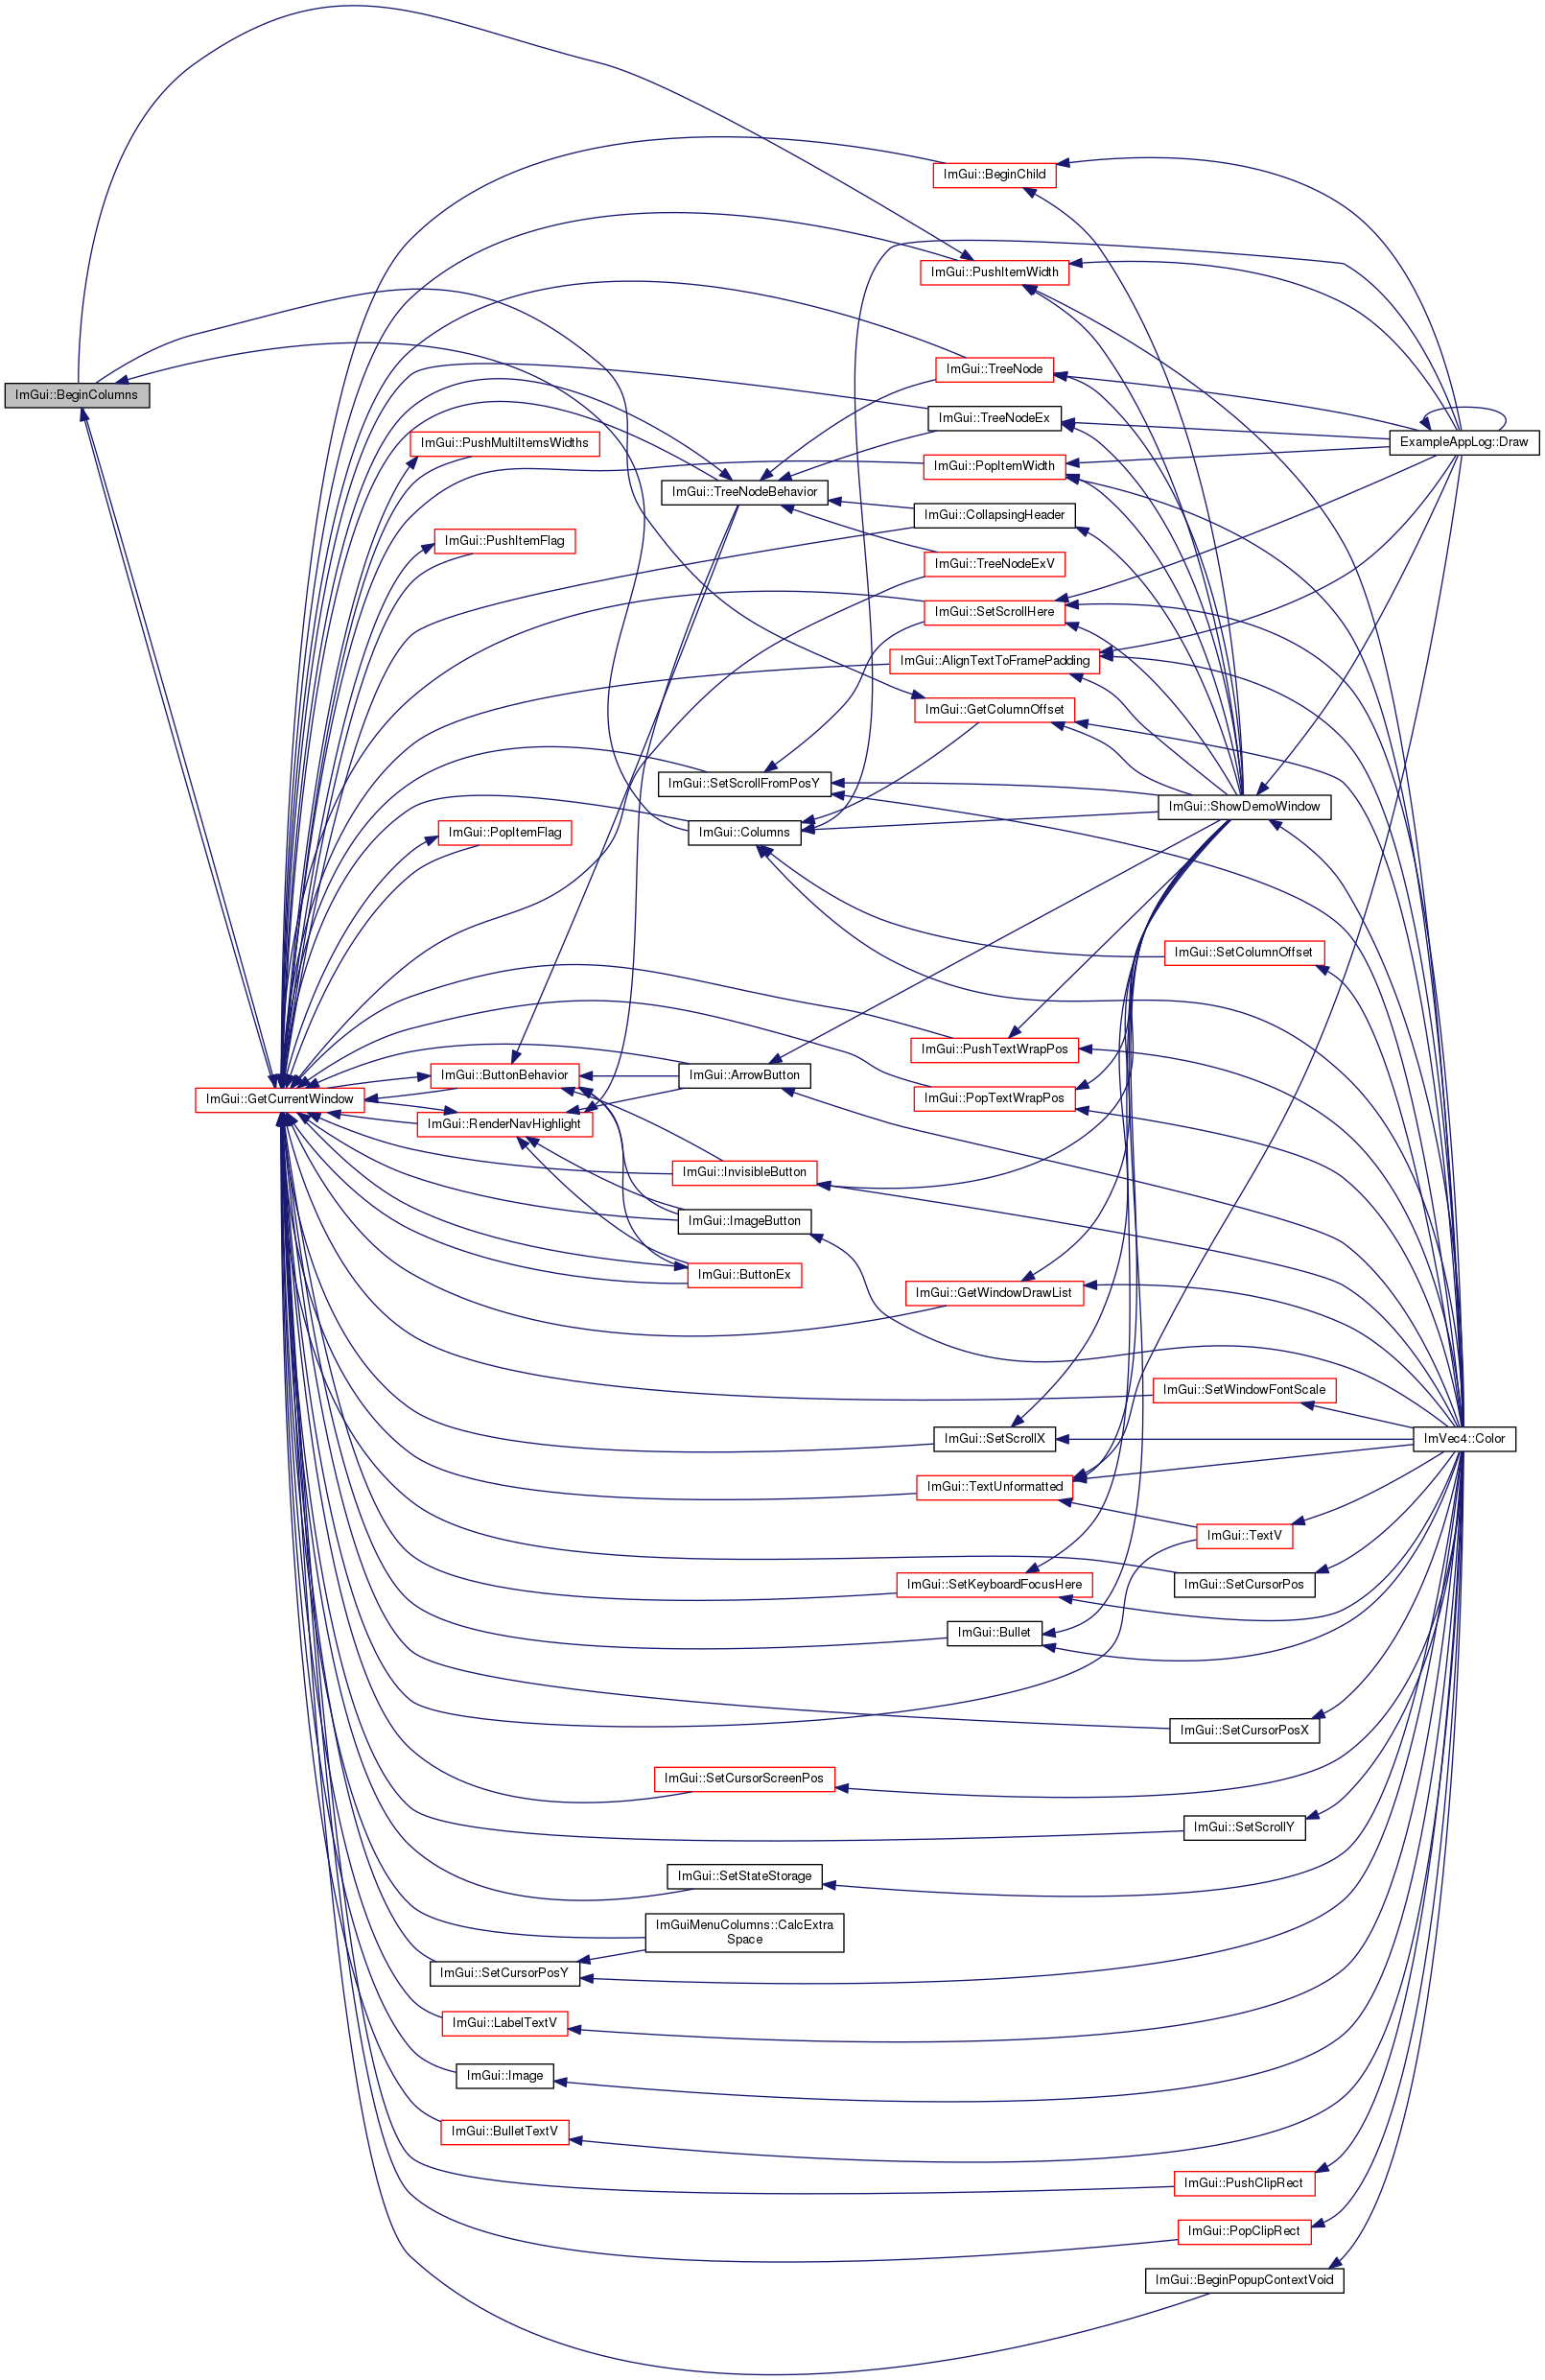 ImGui::BeginChild
ImGui::PushItemWidth
ImGui::TreeNode
ImGui::BeginColumns
ImGui::TreeNodeEx
ImGui::PushMultiItemsWidths
ExampleAppLog::Draw
ImGui::PopItemWidth
ImGui::TreeNodeBehavior
ImGui::CollapsingHeader
ImGui::PushItemFlag
ImGui::TreeNodeExV
ImGui::SetScrollHere
ImGui::AlignTextToFramePadding
ImGui::GetColumnOffset
ImGui::SetScrollFromPosY
ImGui::ShowDemoWindow
ImGui::PopItemFlag
ImGui::Columns
ImGui::SetColumnOffset
ImGui::PushTextWrapPos
ImGui::ButtonBehavior
ImGui::ArrowButton
ImGui::GetCurrentWindow
ImGui::PopTextWrapPos
ImGui::RenderNavHighlight
ImGui::InvisibleButton
ImGui::ImageButton
ImGui::ButtonEx
ImGui::GetWindowDrawList
ImGui::SetWindowFontScale
ImGui::SetScrollX
ImVec4::Color
ImGui::TextUnformatted
ImGui::TextV
ImGui::SetKeyboardFocusHere
ImGui::SetCursorPos
ImGui::Bullet
ImGui::SetCursorPosX
ImGui::SetCursorScreenPos
ImGui::SetScrollY
ImGui::SetStateStorage
ImGuiMenuColumns::CalcExtra
Space
ImGui::SetCursorPosY
ImGui::LabelTextV
ImGui::Image
ImGui::BulletTextV
ImGui::PushClipRect
ImGui::PopClipRect
ImGui::BeginPopupContextVoid